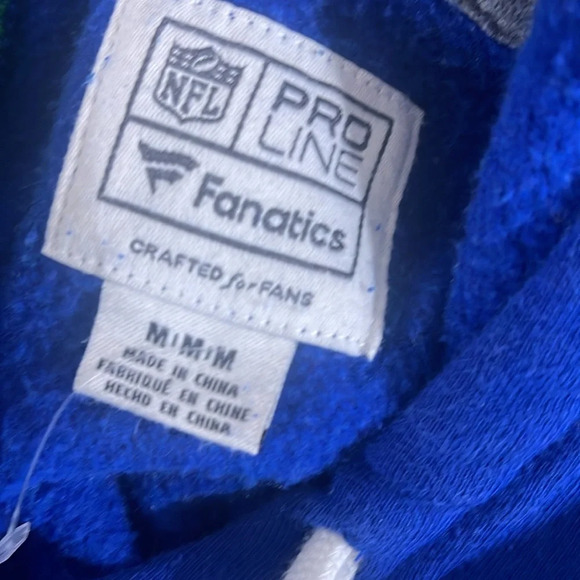 NFL
PRO
LINE
Fanatics
CRAFTED for FANS
M|M|M
MADE IN CHINA
FABRIQUÉ EN CHINE
HECHO EN CHINA